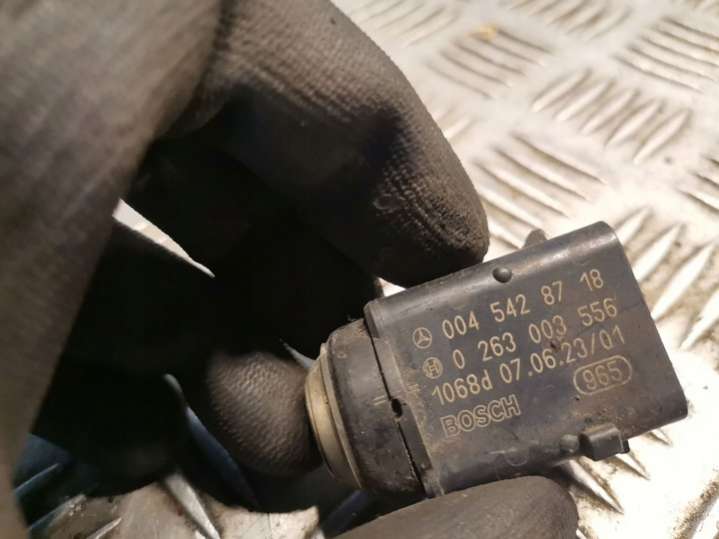 004 542 87 18
0 263 003 556
1068d 07.06.23/01
BOSCH 965